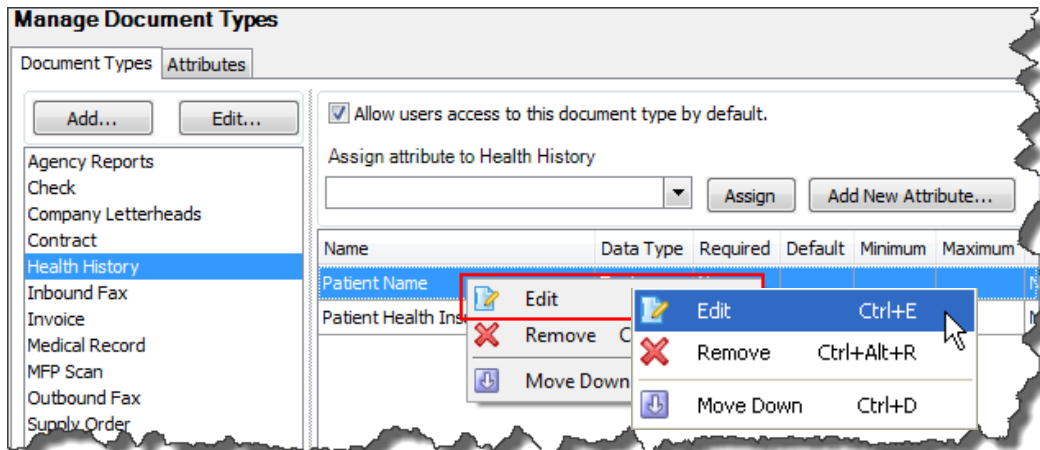 Manage Document Types
Document Types Attributes
Add... Edit...
Allow users access to this document type by default.
Assign attribute to Health History
Assign Add New Attribute...
Agency Reports
Check
Company Letterheads
Contract
Health History
Inbound Fax
Invoice
Medical Record
MFP Scan
Outbound Fax
Supply Order
Name Data Type Required Default Minimum Maximum
Patient Name
Patient Health
Edit
Remove
Move Down
Edit Ctrl+E
Remove Ctrl+Alt+R
Move Down Ctrl+D